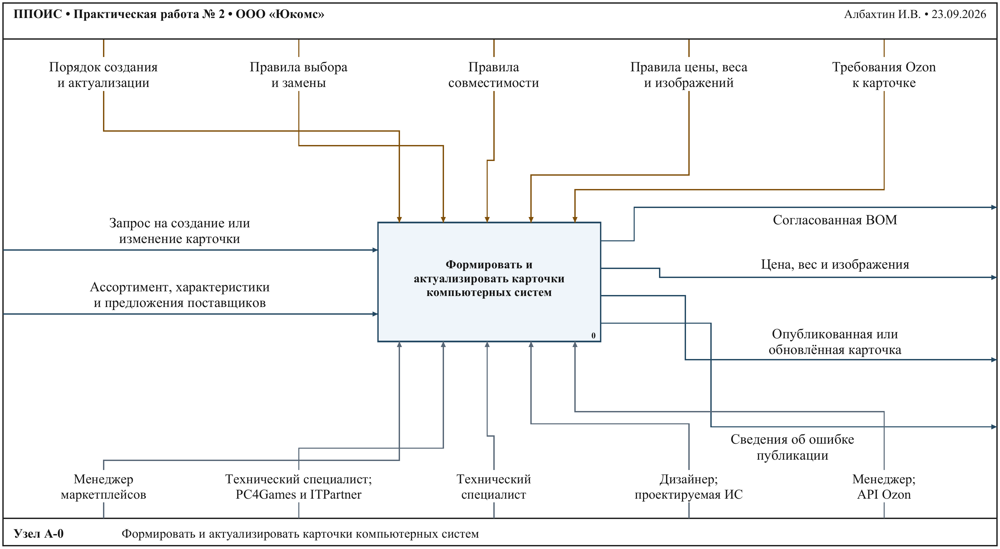 ППОИС • Практическая работа № 2 • ООО «Юкомс»
Албахтин И.В. • 23.09.2026
Порядок создания
и актуализации
Правила выбора
и замены
Правила
совместимости
Правила цены, веса
и изображений
Требования Ozon
к карточке
Запрос на создание или
изменение карточки
Ассортимент, характеристики
и предложения поставщиков
Формировать и
актуализировать карточки
компьютерных систем
0
Согласованная BOM
Цена, вес и изображения
Опубликованная или
обновлённая карточка
Сведения об ошибке
публикации
Менеджер
маркетплейсов
Технический специалист;
PC4Games и ITPartner
Технический
специалист
Дизайнер;
проектируемая ИС
Менеджер;
API Ozon
Узел A-0
Формировать и актуализировать карточки компьютерных систем